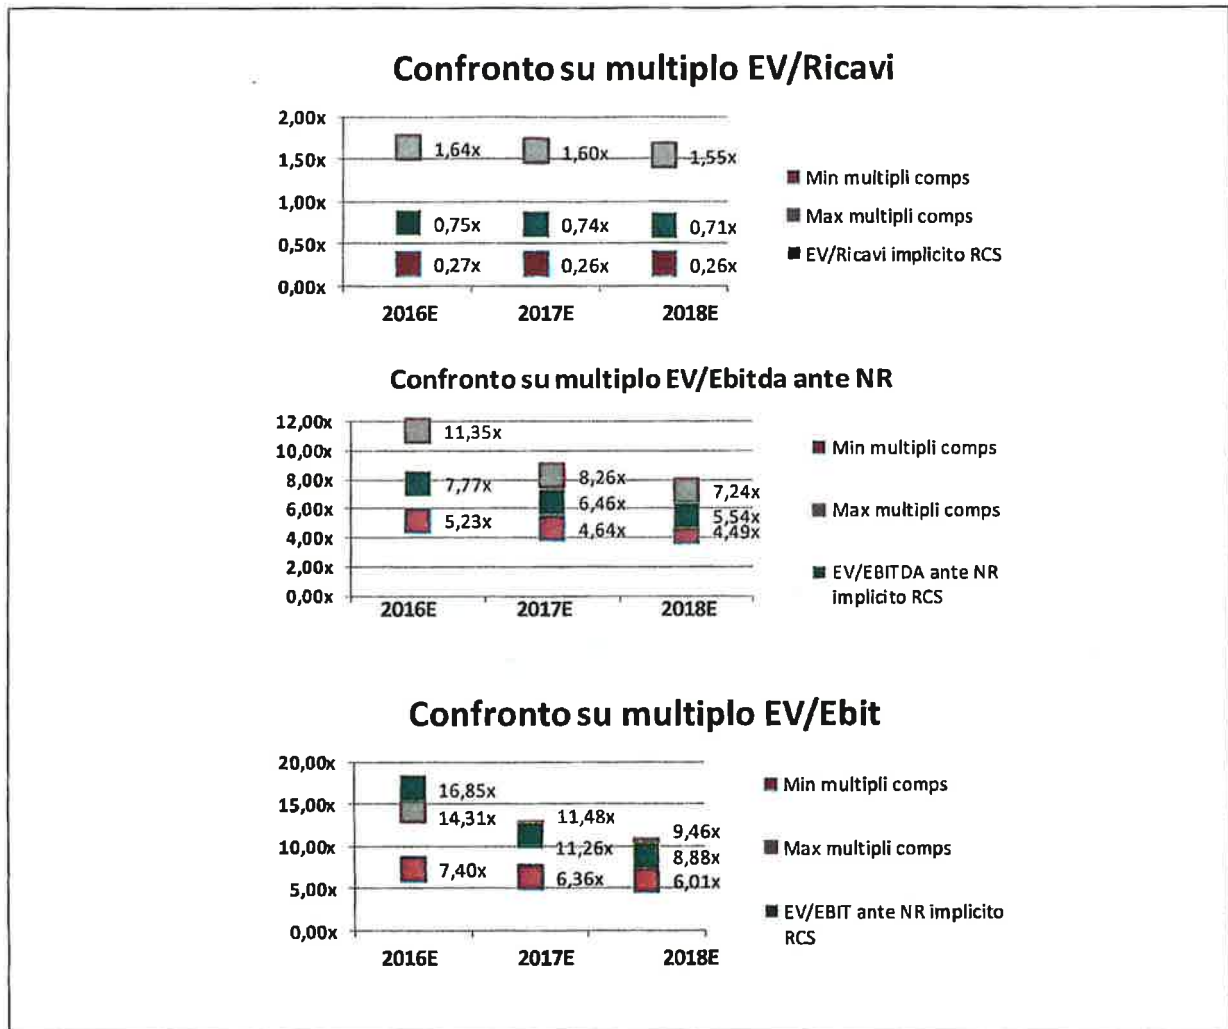 Confronto su multiplo EV/Ricavi
2,00x
1,50x
1,00x
0,50x
0,00x
1,64x
1,60x
1,55x
0,75x
0,74x
0,71x
0,27x
0,26x
0,26x
2016E
2017E
2018E
Min multipli comps
Max multipli comps
EV/Ricavi implicito RCS
Confronto su multiplo EV/Ebitda ante NR
12,00x
10,00x
8,00x
6,00x
4,00x
2,00x
0,00x
11,35x
8,26x
7,24x
7,77x
6,46x
5,54x
5,23x
4,64x
4,49x
2016E
2017E
2018E
Min multipli comps
Max multipli comps
EV/EBITDA ante NR
implicito RCS
Confronto su multiplo EV/Ebit
20,00x
15,00x
10,00x
5,00x
0,00x
16,85x
14,31x
11,48x
9,46x
11,26x
8,88x
7,40x
6,36x
6,01x
2016E
2017E
2018E
Min multipli comps
Max multipli comps
EV/EBIT ante NR implicito
RCS